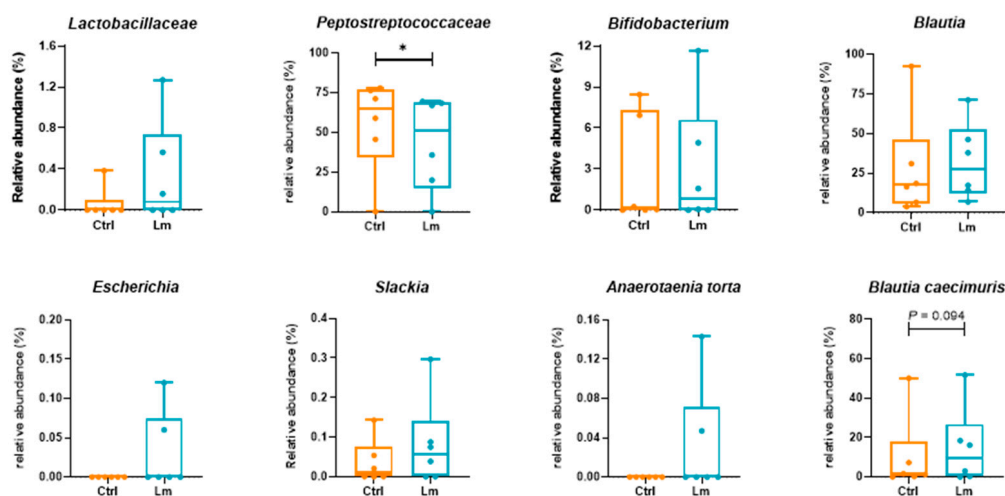 Lactobacillaceae
Relative abundance (%)
1.6
1.2
0.8
0.4
0.0
Ctrl Lm
Peptostreptococcaceae
relative abundance (%)
100
75
50
25
0
*
Ctrl Lm
Bifidobacterium
Relative abundance (%)
12
9
6
3
0
Ctrl Lm
Blautia
relative abundance (%)
100
75
50
25
0
Ctrl Lm
Escherichia
relative abundance (%)
0.20
0.15
0.10
0.05
0.00
Ctrl Lm
Slackia
Relative abundance (%)
0.4
0.3
0.2
0.1
0.0
Ctrl Lm
Anaerotaenia torta
relative abundance (%)
0.16
0.12
0.08
0.04
0.00
Ctrl Lm
Blautia caecimuris
relative abundance (%)
80
60
40
20
0
P = 0.094
Ctrl Lm